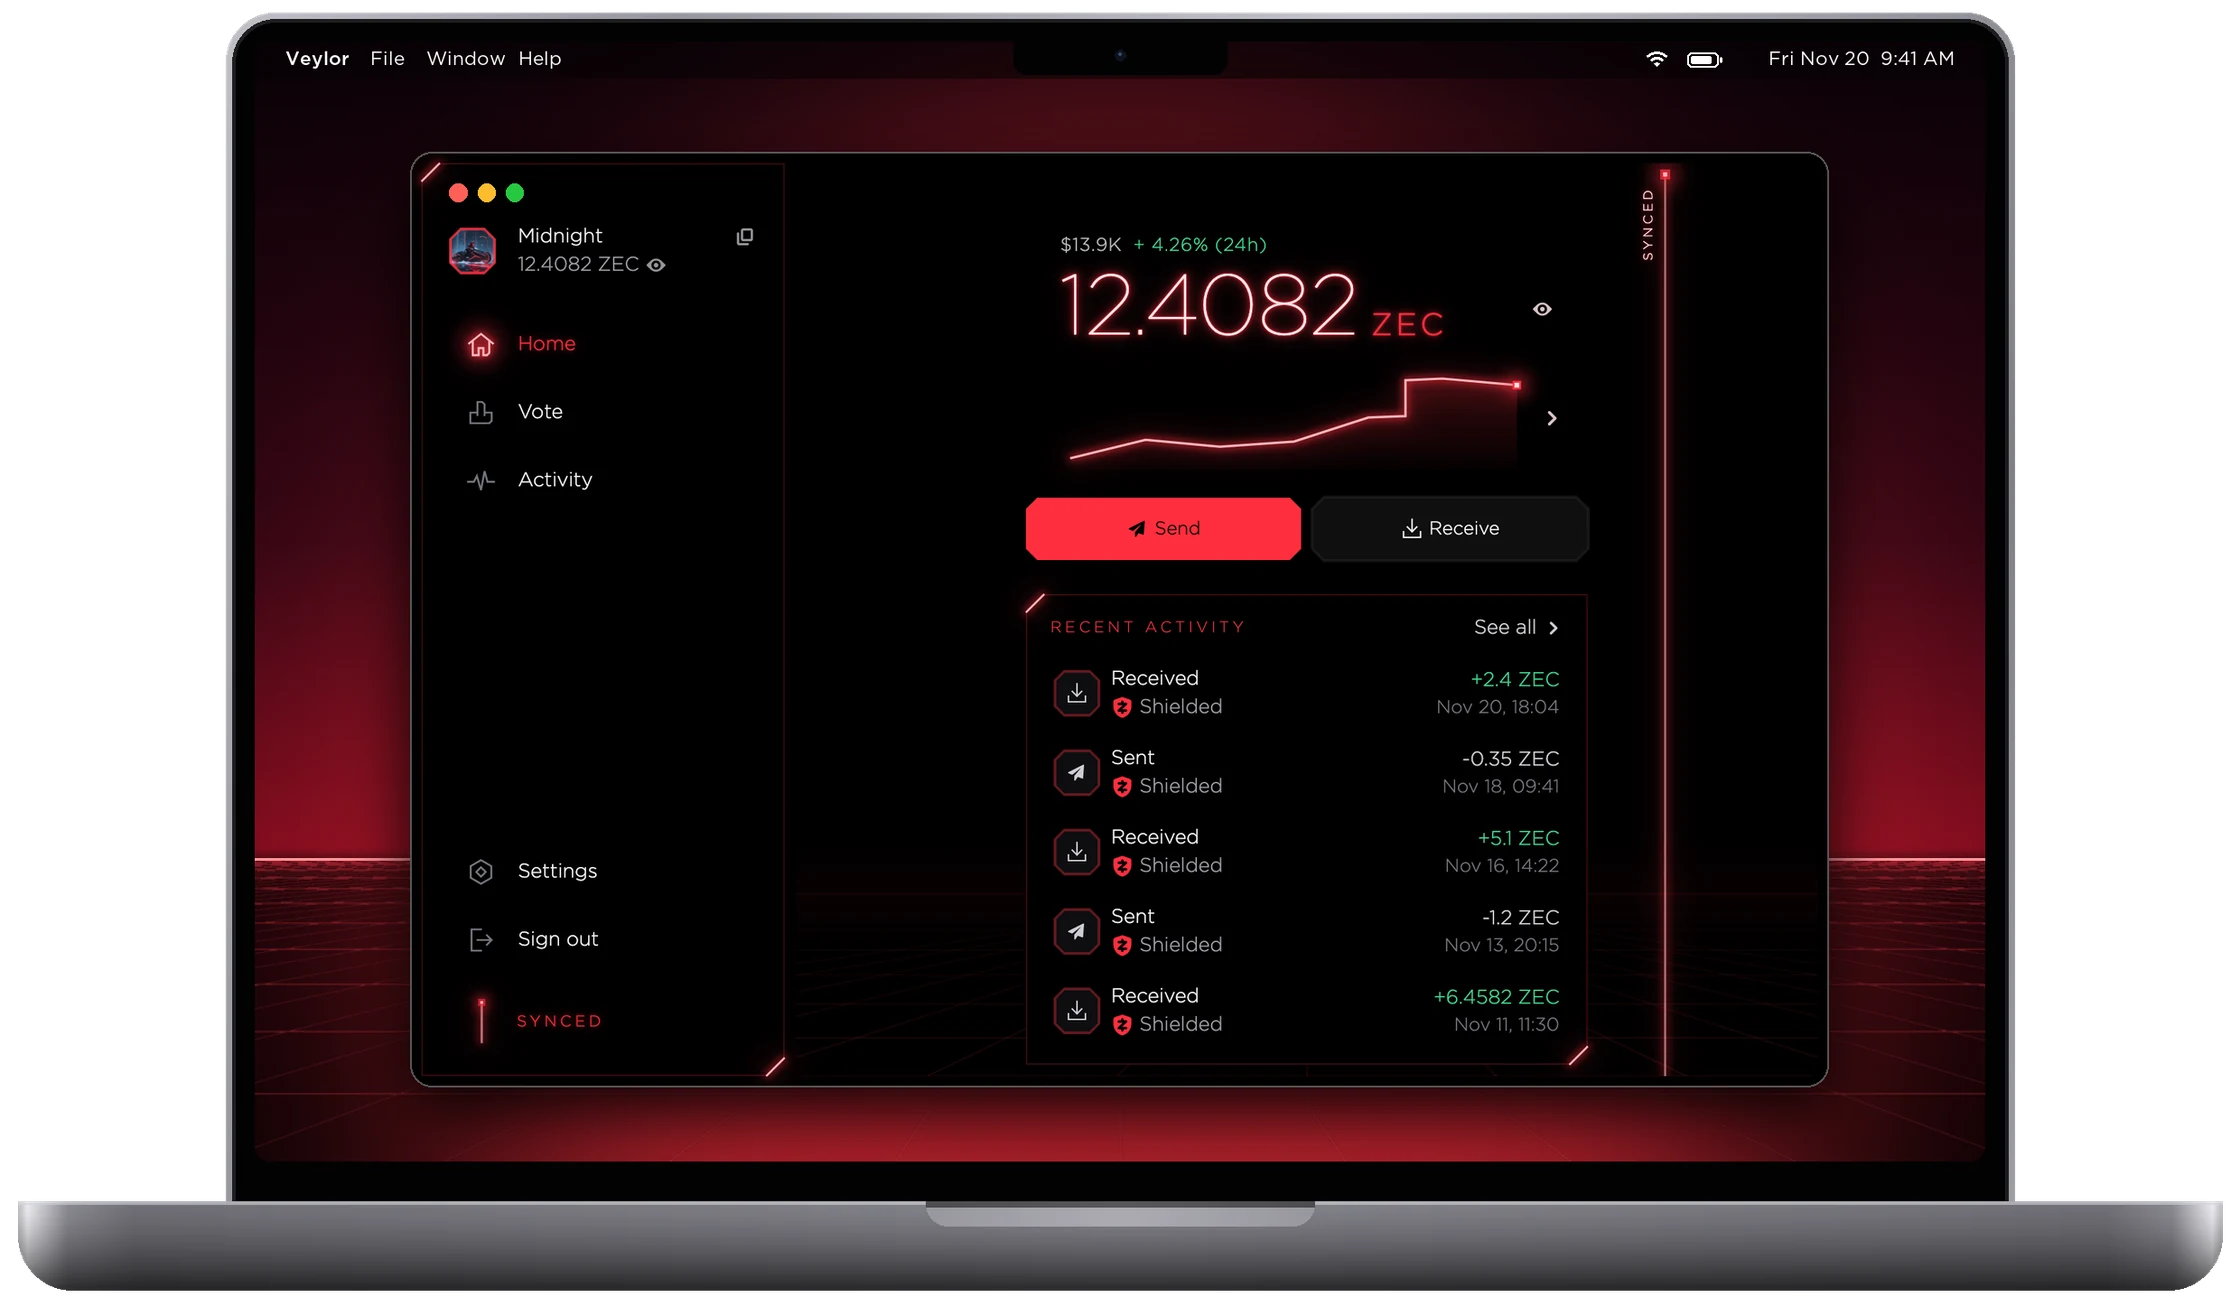 Veylor File Window Help
Fri Nov 20 9:41 AM
Midnight
12.4082 ZEC
Home
Vote
Activity
Settings
Sign out
SYNCED
$13.9K + 4.26% (24h)
12.4082 ZEC
Send
Receive
RECENT ACTIVITY
See all
Received
+2.4 ZEC
Shielded
Nov 20, 18:04
Sent
-0.35 ZEC
Shielded
Nov 18, 09:41
Received
+5.1 ZEC
Shielded
Nov 16, 14:22
Sent
-1.2 ZEC
Shielded
Nov 13, 20:15
Received
+6.4582 ZEC
Shielded
Nov 11, 11:30
SYNCED